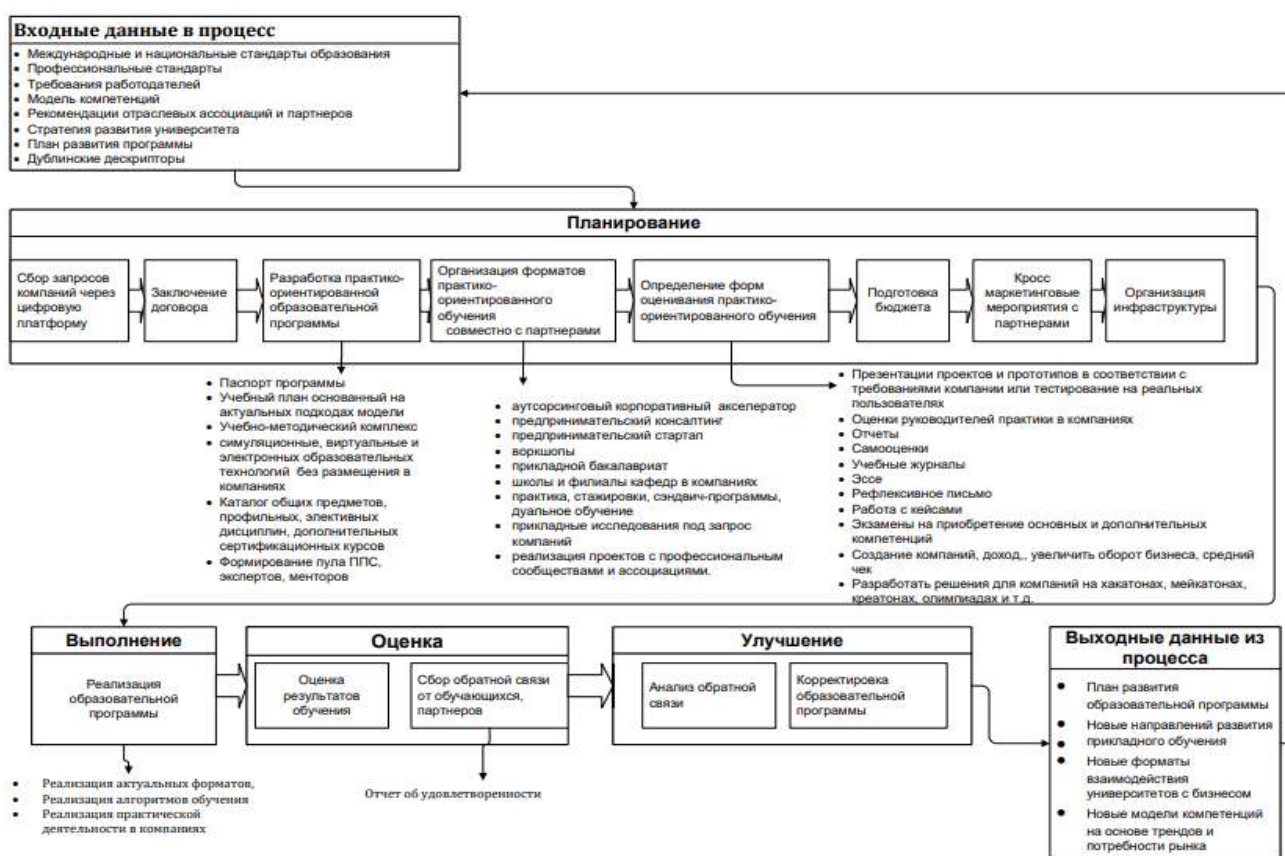 Входные данные в процесс
• Международные и национальные стандарты образования
• Профессиональные стандарты
• Требования работодателей
• Модель компетенций
• Рекомендации отраслевых ассоциаций и партнеров
• Стратегия развития университета
• План развития программы
• Дублинские дескрипторы
Планирование
Сбор запросов
компаний через
цифровую
платформу
Заключение
договора
Разработка практико-
ориентированной
образовательной
программы
Организация форматов
практико-
ориентированного
обучения
совместно с партнерами
Определение форм
оценивания практико-
ориентированного обучения
Подготовка
бюджета
Кросс
маркетинговые
мероприятия с
партнерами
Организация
инфраструктуры
• Паспорт программы
• Учебный план основанный на
актуальных подходах модели
• Учебно-методический комплекс
• симуляционные, виртуальные и
электронных образовательных
технологий без размещения в
компаниях
• Каталог общих предметов,
профильных, элективных
дисциплин, дополнительных
сертификационных курсов
• Формирование пула ППС,
экспертов, менторов
• аутсорсинговый корпоративный акселератор
• предпринимательский консалтинг
• предпринимательский стартап
• воркшопы
• прикладной бакалавриат
• школы и филиалы кафедр в компаниях
• практика, стажировки, сэндвич-программы,
дуальное обучение
• прикладные исследования под запрос
компаний
• реализация проектов с профессиональным
сообществами и ассоциациями.
• Презентации проектов и прототипов в соответствии с
требованиями компании или тестирование на реальных
пользователях
• Оценки руководителей практики в компаниях
• Отчеты
• Самооценки
• Учебные журналы
• Эссе
• Рефлексивное письмо
• Работа с кейсами
• Экзамены на приобретение основных и дополнительных
компетенций
• Создание компаний, доход,, увеличить оборот бизнеса, средний
чек
• Разработать решения для компаний на хакатонах, мейкатонах,
креатонах, олимпиадах и т.д.
Выполнение
Реализация
образовательной
программы
• Реализация актуальных форматов,
• Реализация алгоритмов обучения
• Реализация практической
деятельности в компаниях
Оценка
Оценка
результатов
обучения
Сбор обратной связи
от обучающихся,
партнеров
Отчет об удовлетворенности
Улучшение
Анализ обратной
связи
Корректировка
образовательной
программы
Выходные данные из
процесса
• План развития
образовательной программы
• Новые направлений развития
• прикладного обучения
• Новые форматы
взаимодействия
университетов с бизнесом
• Новые модели компетенций
на основе трендов и
потребности рынка